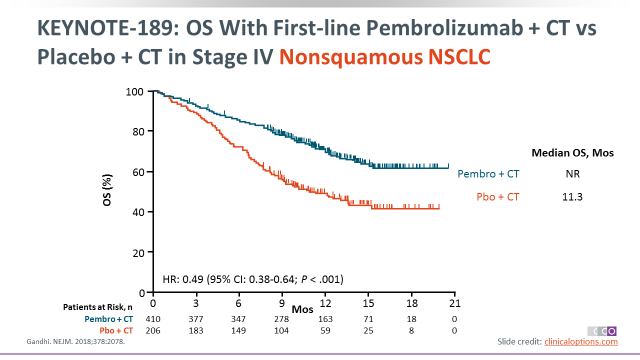 KEYNOTE-189: OS With First-line Pembrolizumab + CT vs
Placebo + CT in Stage IV Nonsquamous NSCLC
100
80
60
40
20
0
OS (%)
Median OS, Mos
Pembro + CT NR
Pbo + CT 11.3
HR: 0.49 (95% CI: 0.38-0.64; P < .001)
0 3 6 9 12 15 18 21
Mos
Patients at Risk, n
Pembro + CT 410 377 347 278 163 71 18 0
Pbo + CT 206 183 149 104 59 25 8 0
Gandhi. NEJM. 2018;378:2078.
CCO
Slide credit: clinicaloptions.com